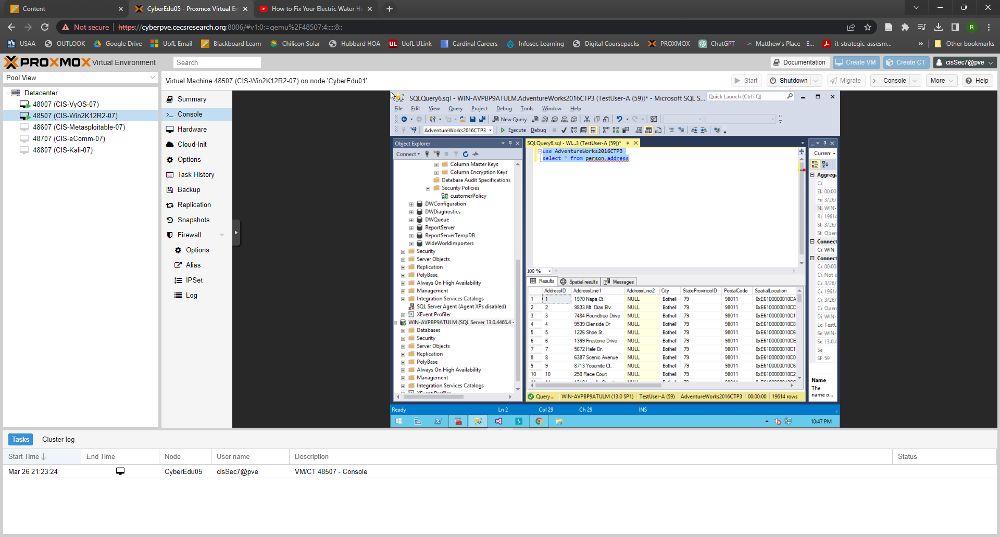 Content
CyberEdu05 - Proxmox Virtual En
How to Fix Your Electric Water He
Not secure
https://cyberpve.cecsresearch.org:8006/#v1:0:=qemu%2F48507:4:::::8::
R
USAA
OUTLOOK
Google Drive
UofL Email
Blackboard Learn
Chilicon Solar
Hubbard HOA
UofL ULink
Cardinal Careers
Infosec Learning
Digital Coursepacks
PROXMOX
ChatGPT
Matthew's Place - E...
it-strategic-assesm...
»
Other bookmarks
PROXMOX Virtual Environment
Search
Documentation
Create VM
Create CT
cisSec7@pve
Pool View
Virtual Machine 48507 (CIS-Win2K12R2-07) on node 'CyberEdu01'
Start
Shutdown
Migrate
Console
More
Help
Datacenter
48007 (CIS-VyOS-07)
48507 (CIS-Win2K12R2-07)
48607 (CIS-Metasploitable-07)
48707 (CIS-eComm-07)
48807 (CIS-Kali-07)
Summary
Console
Hardware
Cloud-Init
Options
Task History
Backup
Replication
Snapshots
Firewall
Options
Alias
IPSet
Log
SQLQuery6.sql - WIN-AVPBP9ATULM.AdventureWorks2016CTP3 (TestUser-A (59))* - Microsoft SQL S...
Quick Launch (Ctrl+Q)
File Edit View Query Project Debug Tools Window Help
New Query
AdventureWorks2016CTP3
Execute Debug
Object Explorer
Connect
Column Master Keys
Column Encryption Keys
Database Audit Specifications
Security Policies
customerPolicy
DWConfiguration
DWDiagnostics
DWQueue
ReportServer
ReportServerTempDB
WideWorldImporters
Security
Server Objects
Replication
PolyBase
Always On High Availability
Management
Integration Services Catalogs
SQL Server Agent (Agent XPs disabled)
XEvent Profiler
WIN-AVPBP9ATULM (SQL Server 13.0.4466.4 -
Databases
Security
Server Objects
Replication
PolyBase
Always On High Availability
Management
Integration Services Catalogs
SQLQuery6.sql - WI...3 (TestUser-A (59))*
use AdventureWorks2016CTP3
select * from person.address
100 %
Results
Spatial results
Messages
AddressID AddressLine1 AddressLine2 City StateProvinceID PostalCode SpatialLocation
1 1 1970 Napa Ct. NULL Bothell 79 98011 0xE6100000010CA
2 2 9833 Mt. Dias Blv. NULL Bothell 79 98011 0xE6100000010CD
3 3 7484 Roundtree Drive NULL Bothell 79 98011 0xE6100000010C1
4 4 9539 Glenside Dr NULL Bothell 79 98011 0xE6100000010C8
5 5 1226 Shoe St. NULL Bothell 79 98011 0xE6100000010C6
6 6 1399 Firestone Drive NULL Bothell 79 98011 0xE6100000010CE
7 7 5672 Hale Dr. NULL Bothell 79 98011 0xE6100000010C1
8 8 6387 Scenic Avenue NULL Bothell 79 98011 0xE6100000010C0
9 9 8713 Yosemite Ct. NULL Bothell 79 98011 0xE6100000010C6
10 10 250 Race Court NULL Bothell 79 98011 0xE6100000010C2
Query... WIN-AVPBP9ATULM (13.0 SP1) TestUser-A (59) AdventureWorks2016CTP3 00:00:00 19614 rows
...
Curren
Aggreg
Co
El 00:00
Fi 3/26/
N WIN-
Rc 19614
St 3/26/
St Open
Connect
Cc WIN-
Connect
Cc 00:00
Cc Not e
Cc 3/26/
Cc 19614
Cc 3/26/
Cc Open
Di WIN-
Lc TestU
Se WIN-
Se 13.0.4
Se
SP 59
Name
The
name o...
Ready
Ln 2
Col 29
Ch 29
INS
10:47 PM
Tasks
Cluster log
Start Time
End Time
Node
User name
Description
Status
Mar 26 21:23:24
CyberEdu05
cisSec7@pve
VM/CT 48507 - Console